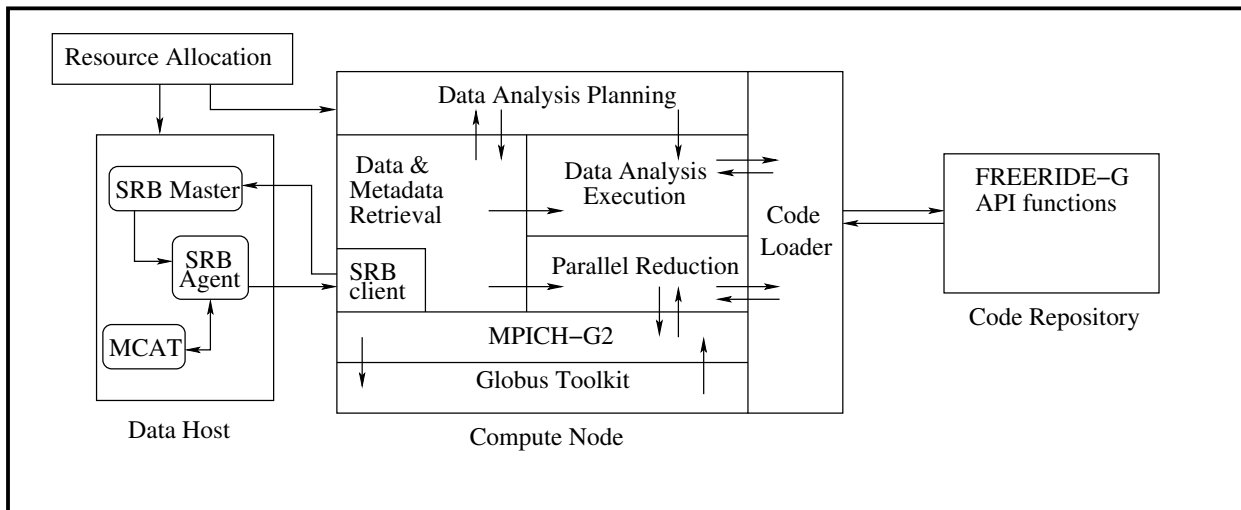 Resource Allocation
SRB Master
SRB
Agent
MCAT
Data Host
Data Analysis Planning
Data &
Metadata
Retrieval
Data Analysis
Execution
SRB
client
Parallel Reduction
MPICH−G2
Globus Toolkit
Compute Node
Code
Loader
FREERIDE−G
API functions
Code Repository